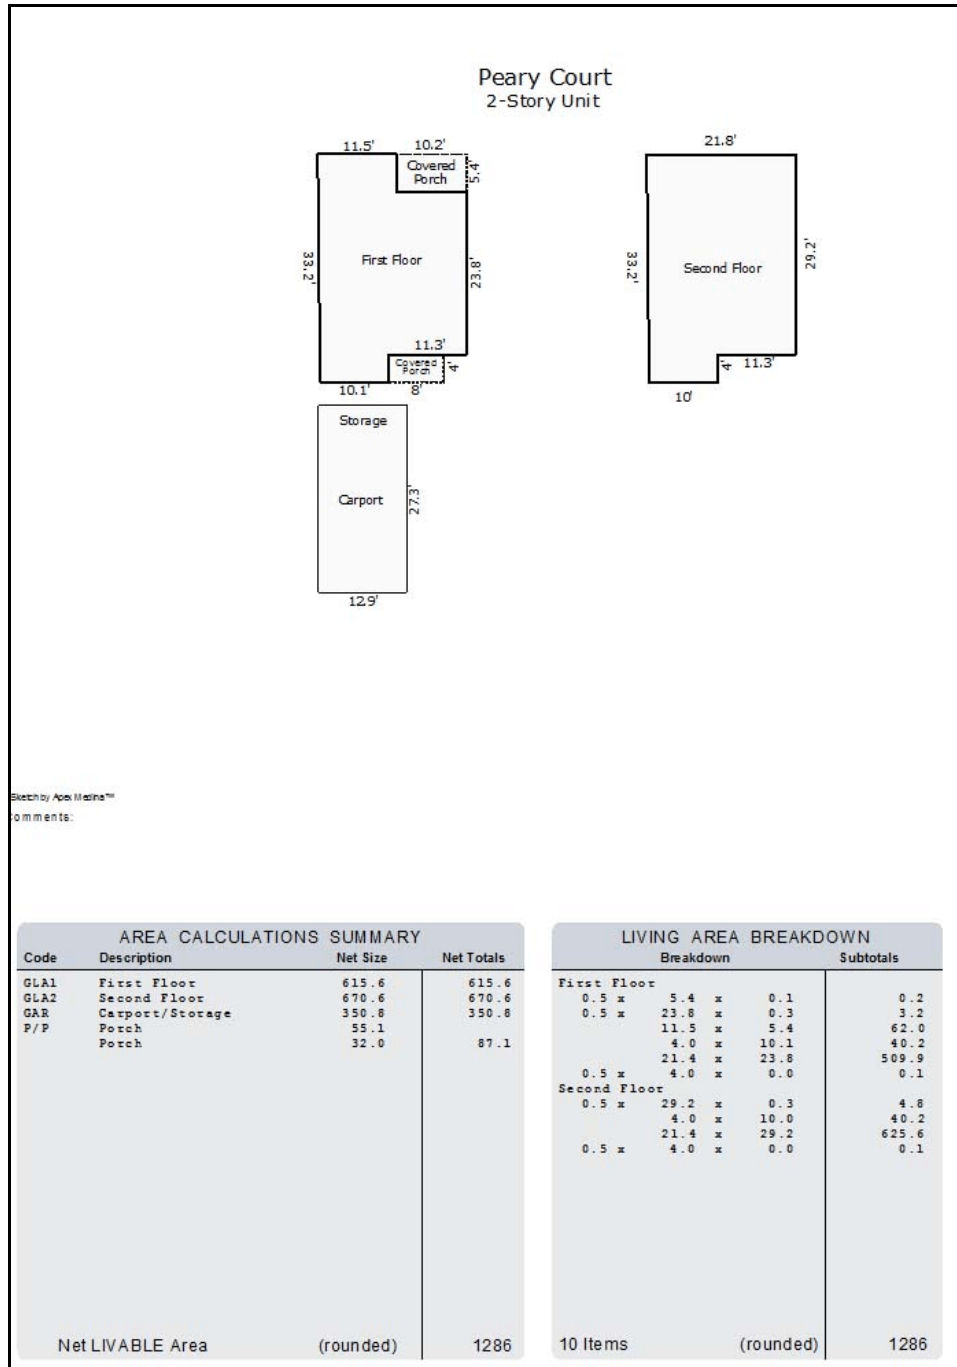 Peary Court
2-Story Unit
11.5'
10.2'
Covered
Porch
5.4'
33.2'
First Floor
23.8'
11.3'
Covered
Porch
4'
10.1'
8'
21.8'
33.2'
Second Floor
29.2'
4'
11.3'
10'
Storage
Carport
27.3'
12.9'
Sketch by Apex Medina™
omments:
AREA CALCULATIONS SUMMARY
Code Description Net Size Net Totals
GLA1 First Floor 615.6 615.6
GLA2 Second Floor 670.6 670.6
GAR Carport/Storage 350.8 350.8
P/P Porch 55.1
Porch 32.0 87.1
Net LIVABLE Area (rounded) 1286
LIVING AREA BREAKDOWN
Breakdown Subtotals
First Floor
0.5 x 5.4 x 0.1 0.2
0.5 x 23.8 x 0.3 3.2
11.5 x 5.4 62.0
4.0 x 10.1 40.2
21.4 x 23.8 509.9
0.5 x 4.0 x 0.0 0.1
Second Floor
0.5 x 29.2 x 0.3 4.8
4.0 x 10.0 40.2
21.4 x 29.2 625.6
0.5 x 4.0 x 0.0 0.1
10 Items (rounded) 1286